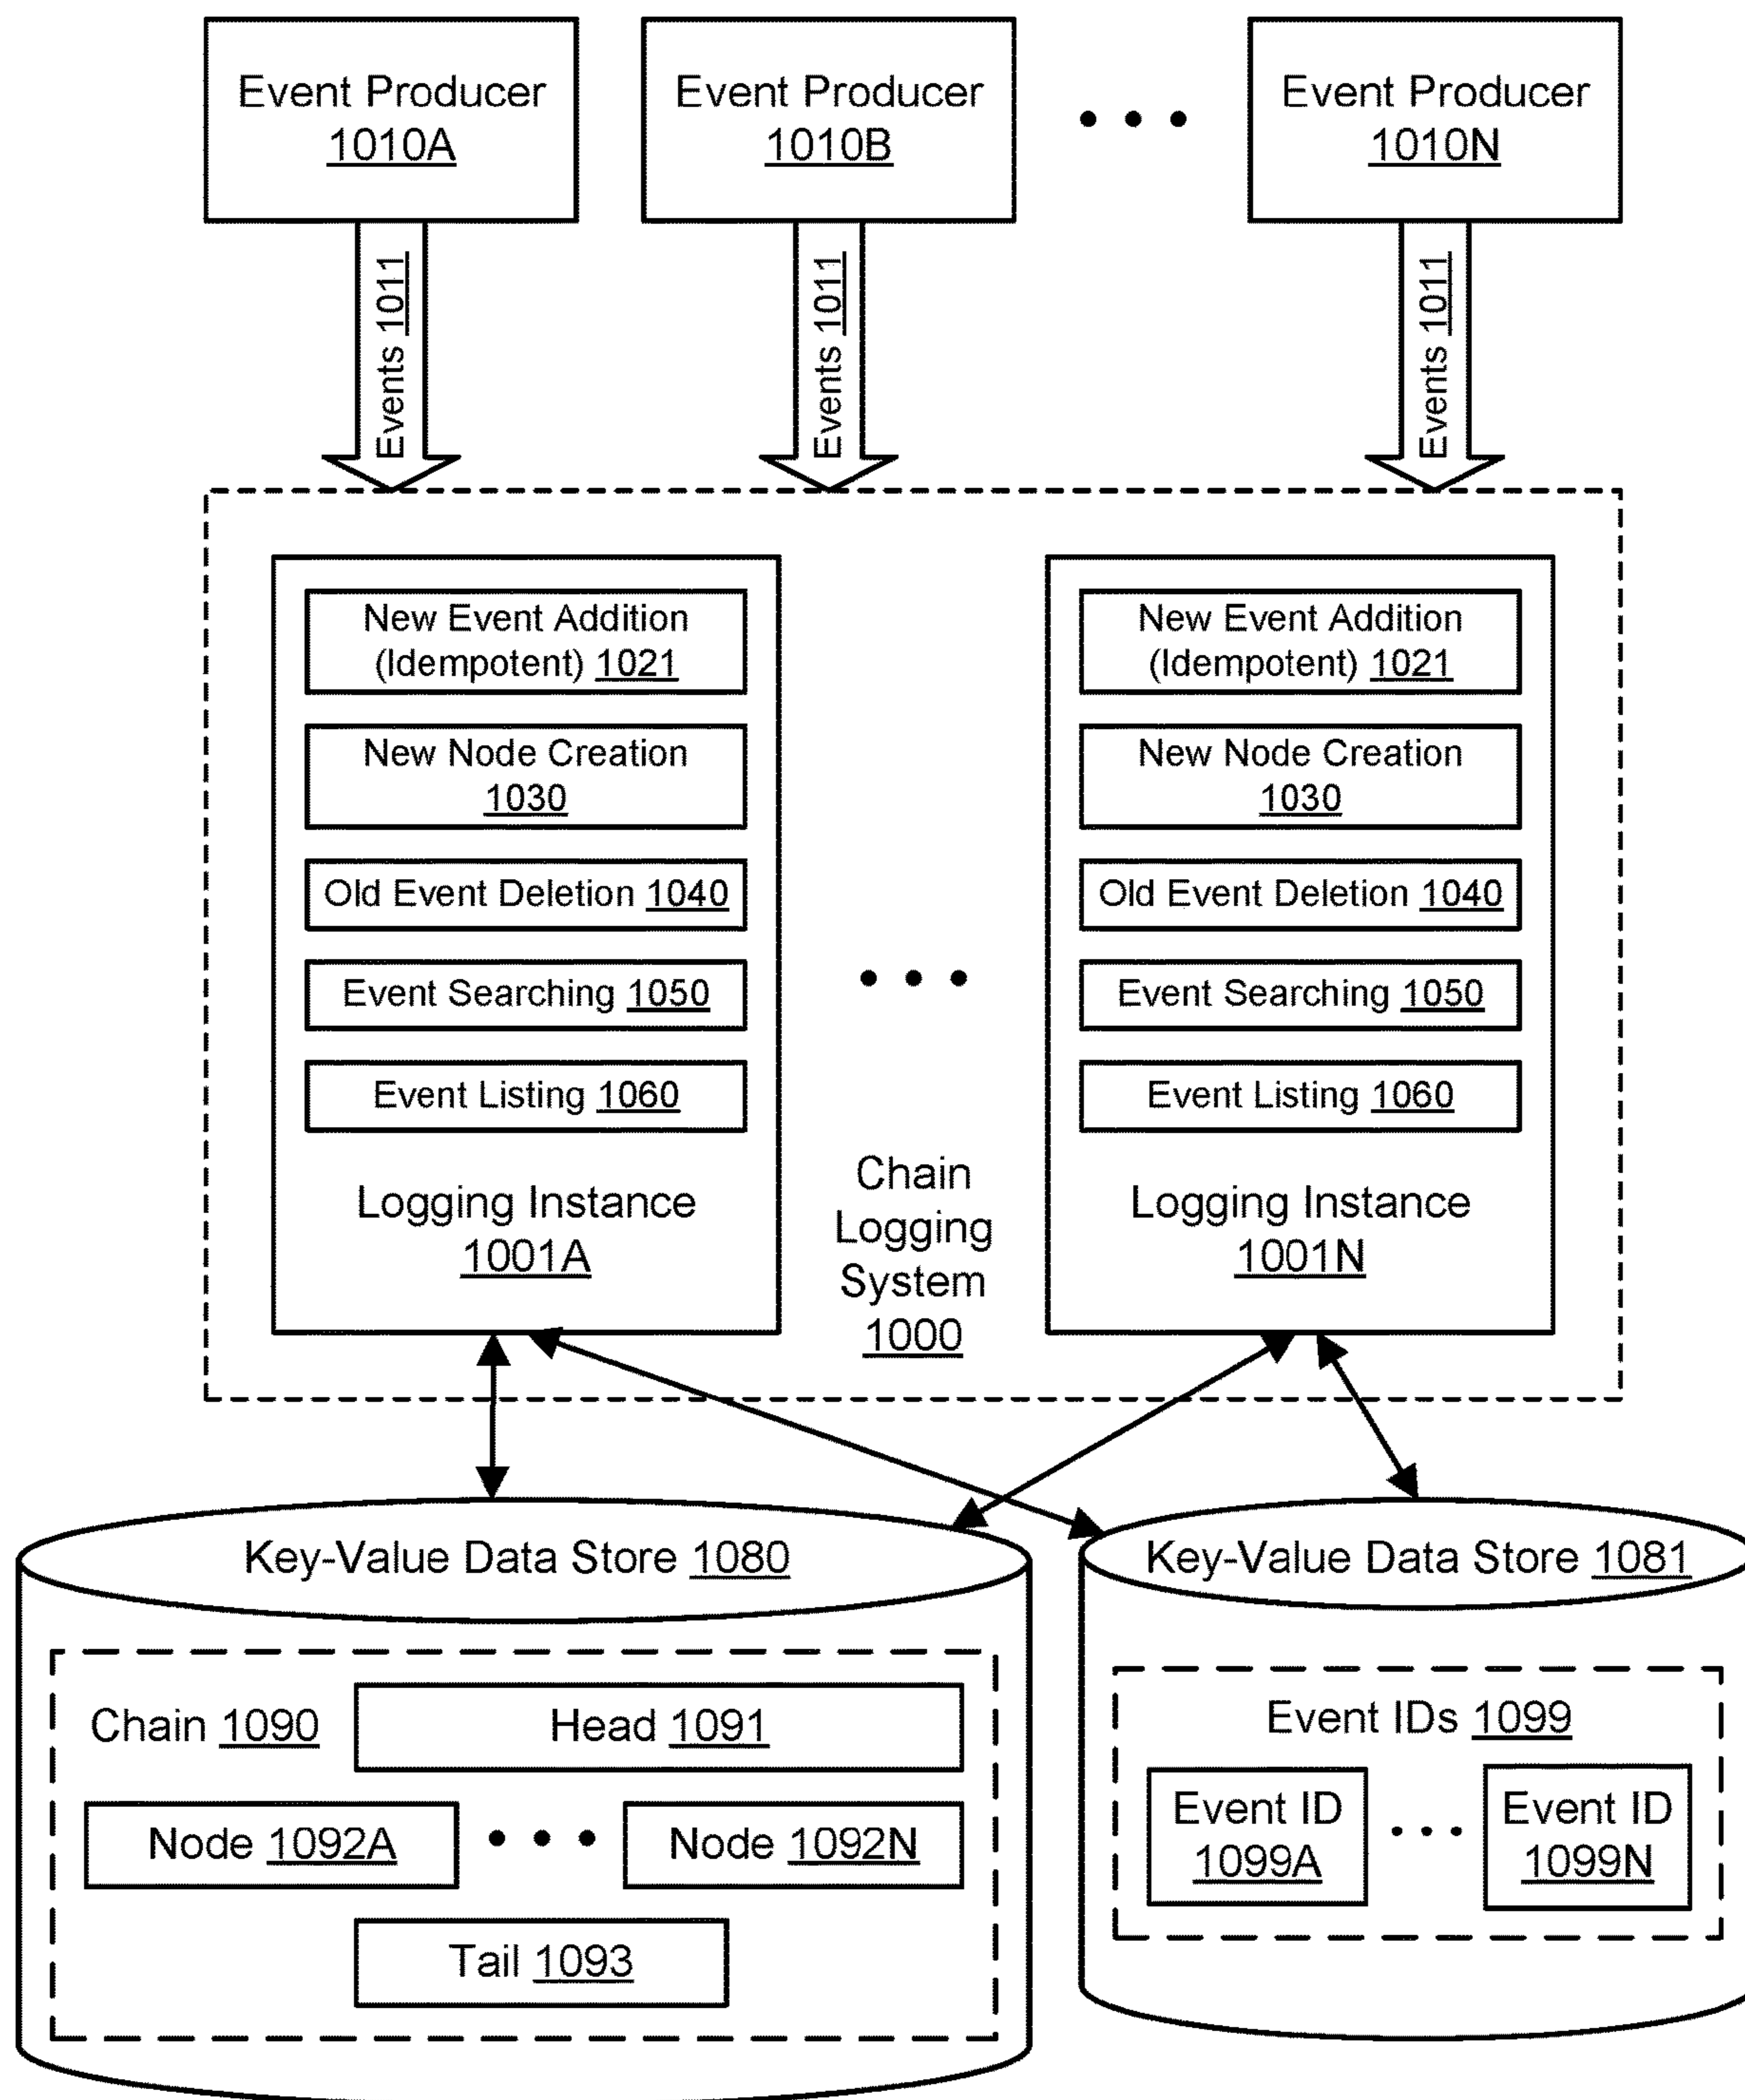 Event Producer
1010A
Event Producer
1010B
Event Producer
1010N
Events 1011
Events 1011
Events 1011
New Event Addition
(Idempotent) 1021
New Node Creation
1030
Old Event Deletion 1040
Event Searching 1050
Event Listing 1060
Logging Instance
1001A
Chain
Logging
System
1000
New Event Addition
(Idempotent) 1021
New Node Creation
1030
Old Event Deletion 1040
Event Searching 1050
Event Listing 1060
Logging Instance
1001N
Key-Value Data Store 1080
Chain 1090
Head 1091
Node 1092A
Node 1092N
Tail 1093
Key-Value Data Store 1081
Event IDs 1099
Event ID
1099A
Event ID
1099N